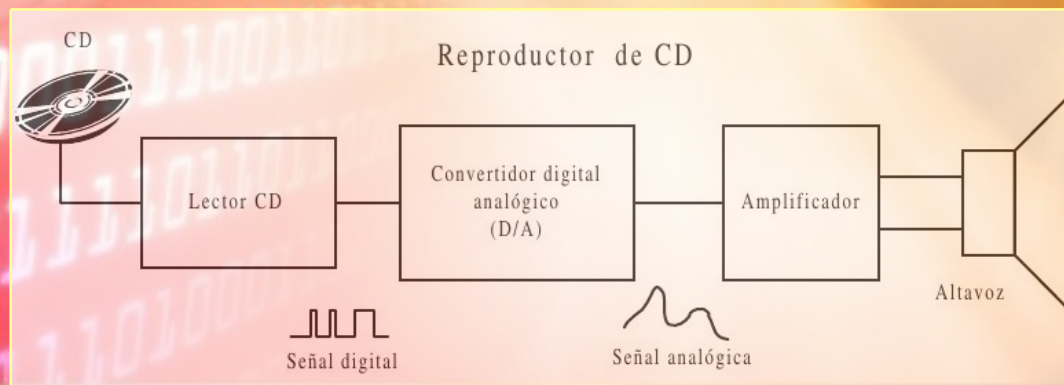 CD
Reproductor de CD
Lector CD
Convertidor digital
analógico
(D/A)
Amplificador
Altavoz
Señal digital
Señal analógica